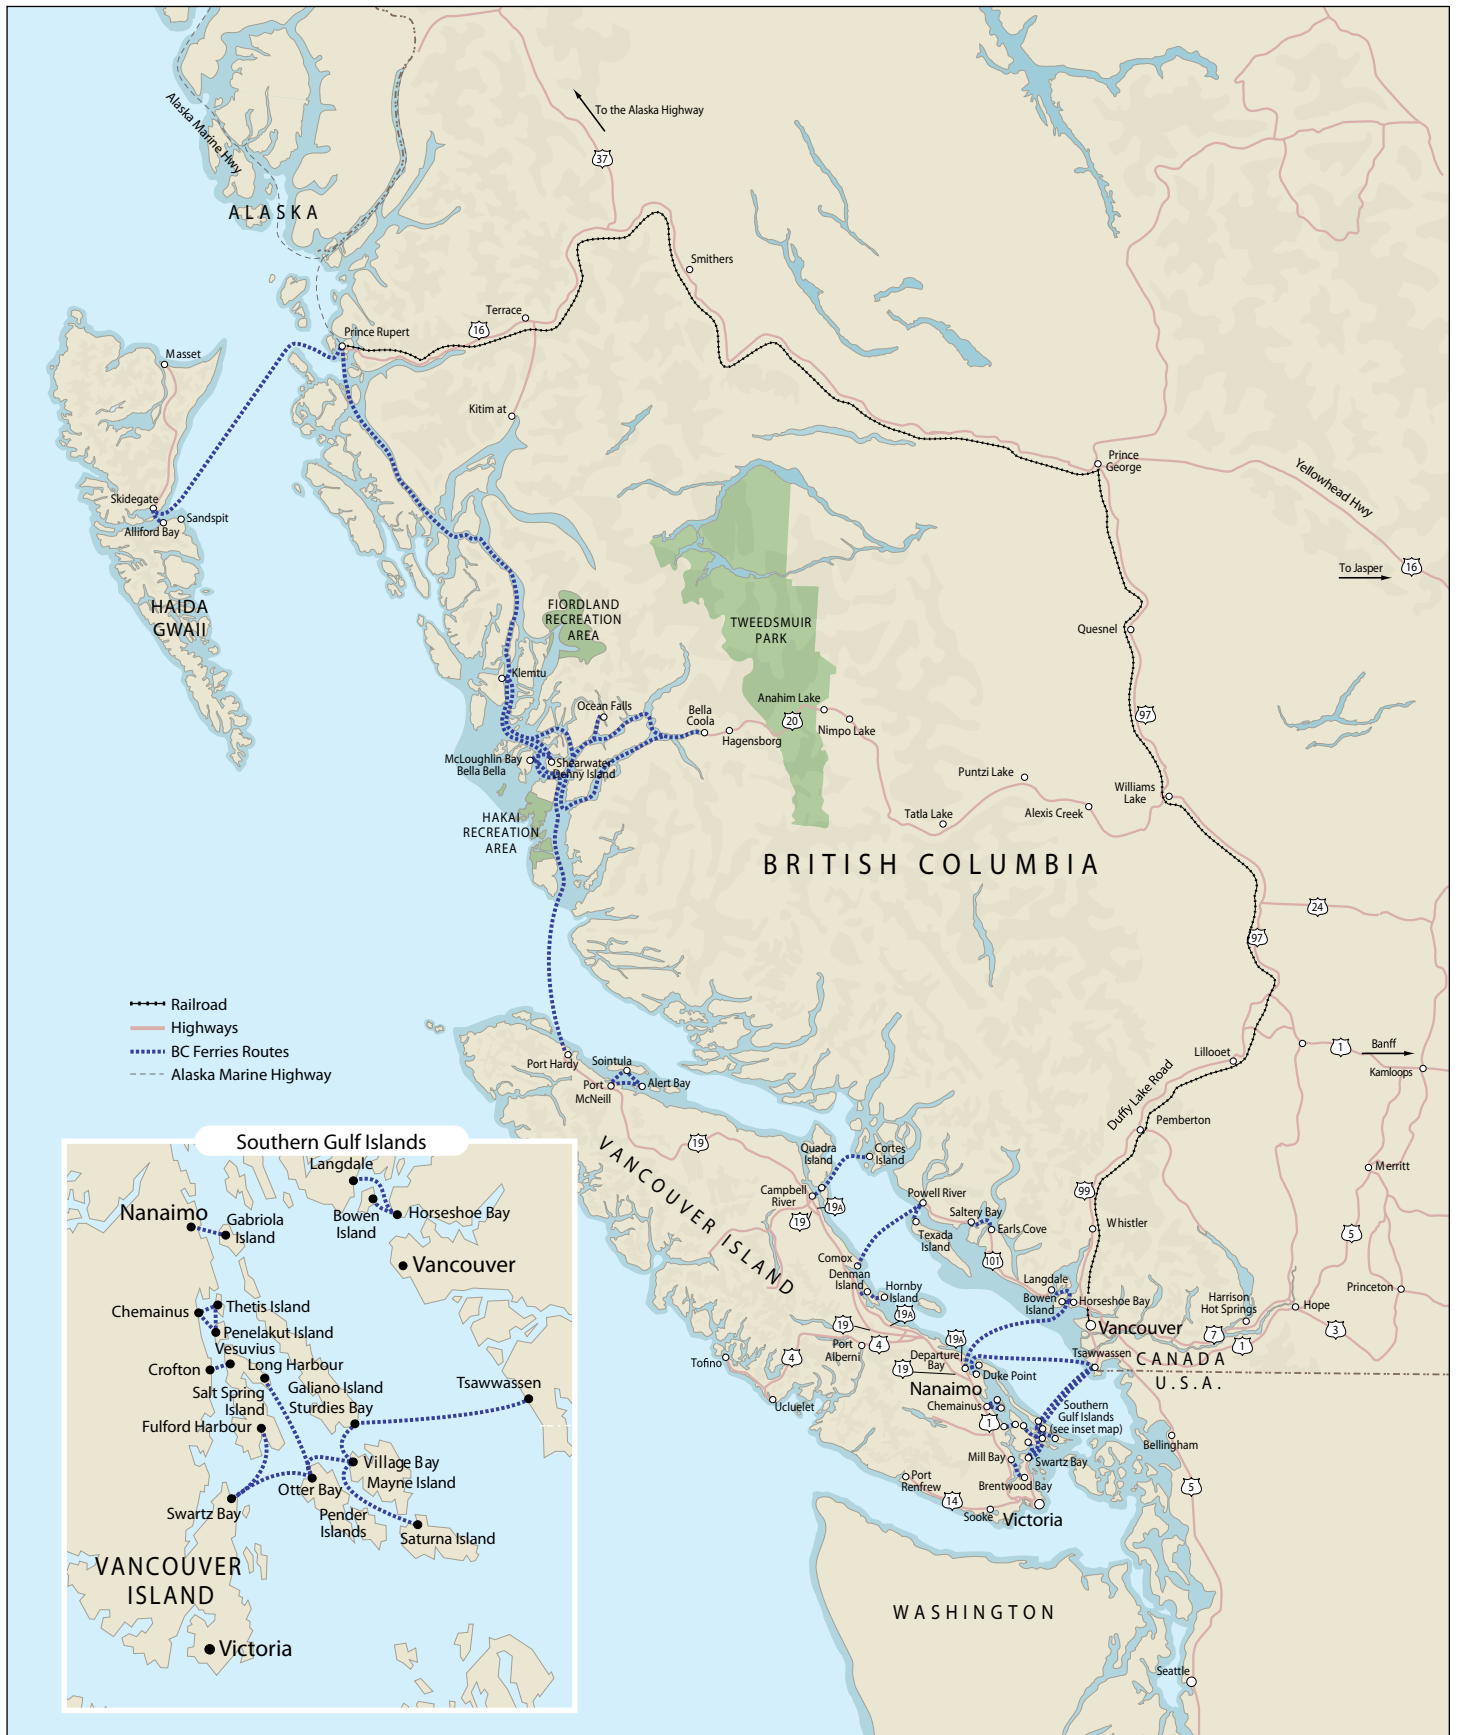 To the Alaska Highway
Alaska Marine Hwy
37
ALASKA
Smithers
Terrace
16
Prince Rupert
Masset
Kitim at
Prince
George
Yellowhead Hwy
16
To Jasper
Skidegate
Sandspit
Alliford Bay
HAIDA
GWAII
FIORDLAND
RECREATION
AREA
TWEEDSMUIR
PARK
Quesnel
Klemtu
Ocean Falls
Bella
Coola
Hagensborg
Anahim Lake
20
Nimpo Lake
97
McLoughlin Bay
Bella Bella
Shearwater
Denny Island
Puntzi Lake
Williams
Lake
Tatla Lake
Alexis Creek
HAKAI
RECREATION
AREA
BRITISH COLUMBIA
24
97
Railroad
Highways
BC Ferries Routes
Alaska Marine Highway
Port Hardy
Sointula
Port
McNeill
Alert Bay
Lillooet
1
Banff
Kamloops
Duffy Lake Road
Pemberton
Merritt
19
VANCOUVER ISLAND
Quadra
Island
Cortes
Island
Campbell
River
19A
19
Powell River
Saltery Bay
Earls Cove
Texada
Island
101
99
Whistler
5
Comox
Denman
Island
Hornby
Island
19A
19
Langdale
Bowen
Island
Horseshoe Bay
Harrison
Hot Springs
Princeton
Hope
3
7
1
Vancouver
Port
Alberni
4
4
19A
Departure
Bay
19
Duke Point
Tsawwassen
CANADA
U.S.A.
Tofino
Ucluelet
Nanaimo
Chemainus
1
Southern
Gulf Islands
(see inset map)
Bellingham
Mill Bay
Swartz Bay
Brentwood Bay
5
Port
Renfrew
14
Sooke
Victoria
WASHINGTON
Seattle
Southern Gulf Islands
Langdale
Nanaimo
Gabriola
Island
Bowen
Island
Horseshoe Bay
Vancouver
Chemainus
Thetis Island
Penelakut Island
Vesuvius
Crofton
Long Harbour
Salt Spring
Island
Galiano Island
Sturdies Bay
Tsawwassen
Fulford Harbour
Village Bay
Mayne Island
Otter Bay
Swartz Bay
Pender
Islands
Saturna Island
VANCOUVER
ISLAND
Victoria